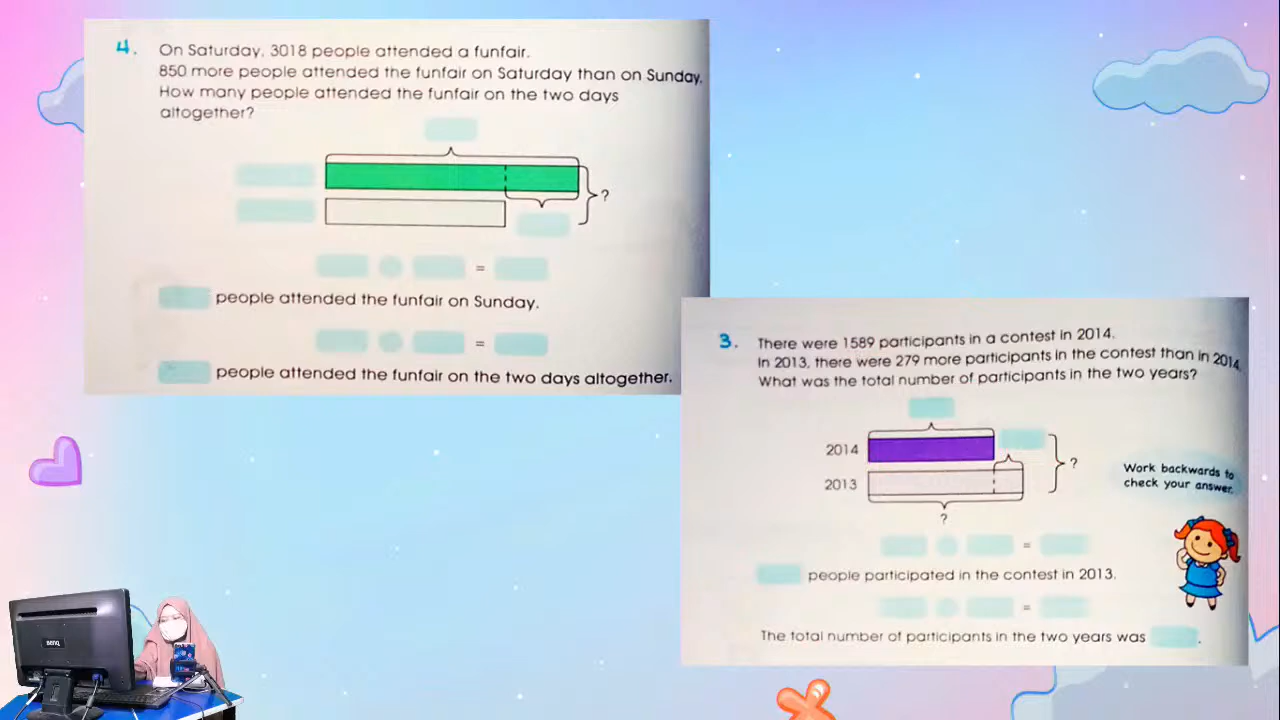 4. On Saturday, 3018 people attended a funfair.
850 more people attended the funfair on Saturday than on Sunday.
How many people attended the funfair on the two days
altogether?
?
=
people attended the funfair on Sunday.
=
people attended the funfair on the two days altogether.
3. There were 1589 participants in a contest in 2014.
In 2013, there were 279 more participants in the contest than in 2014.
What was the total number of participants in the two years?
2014
?
2013
Work backwards to
check your answer.
?
=
people participated in the contest in 2013.
=
The total number of participants in the two years was .
BenQ